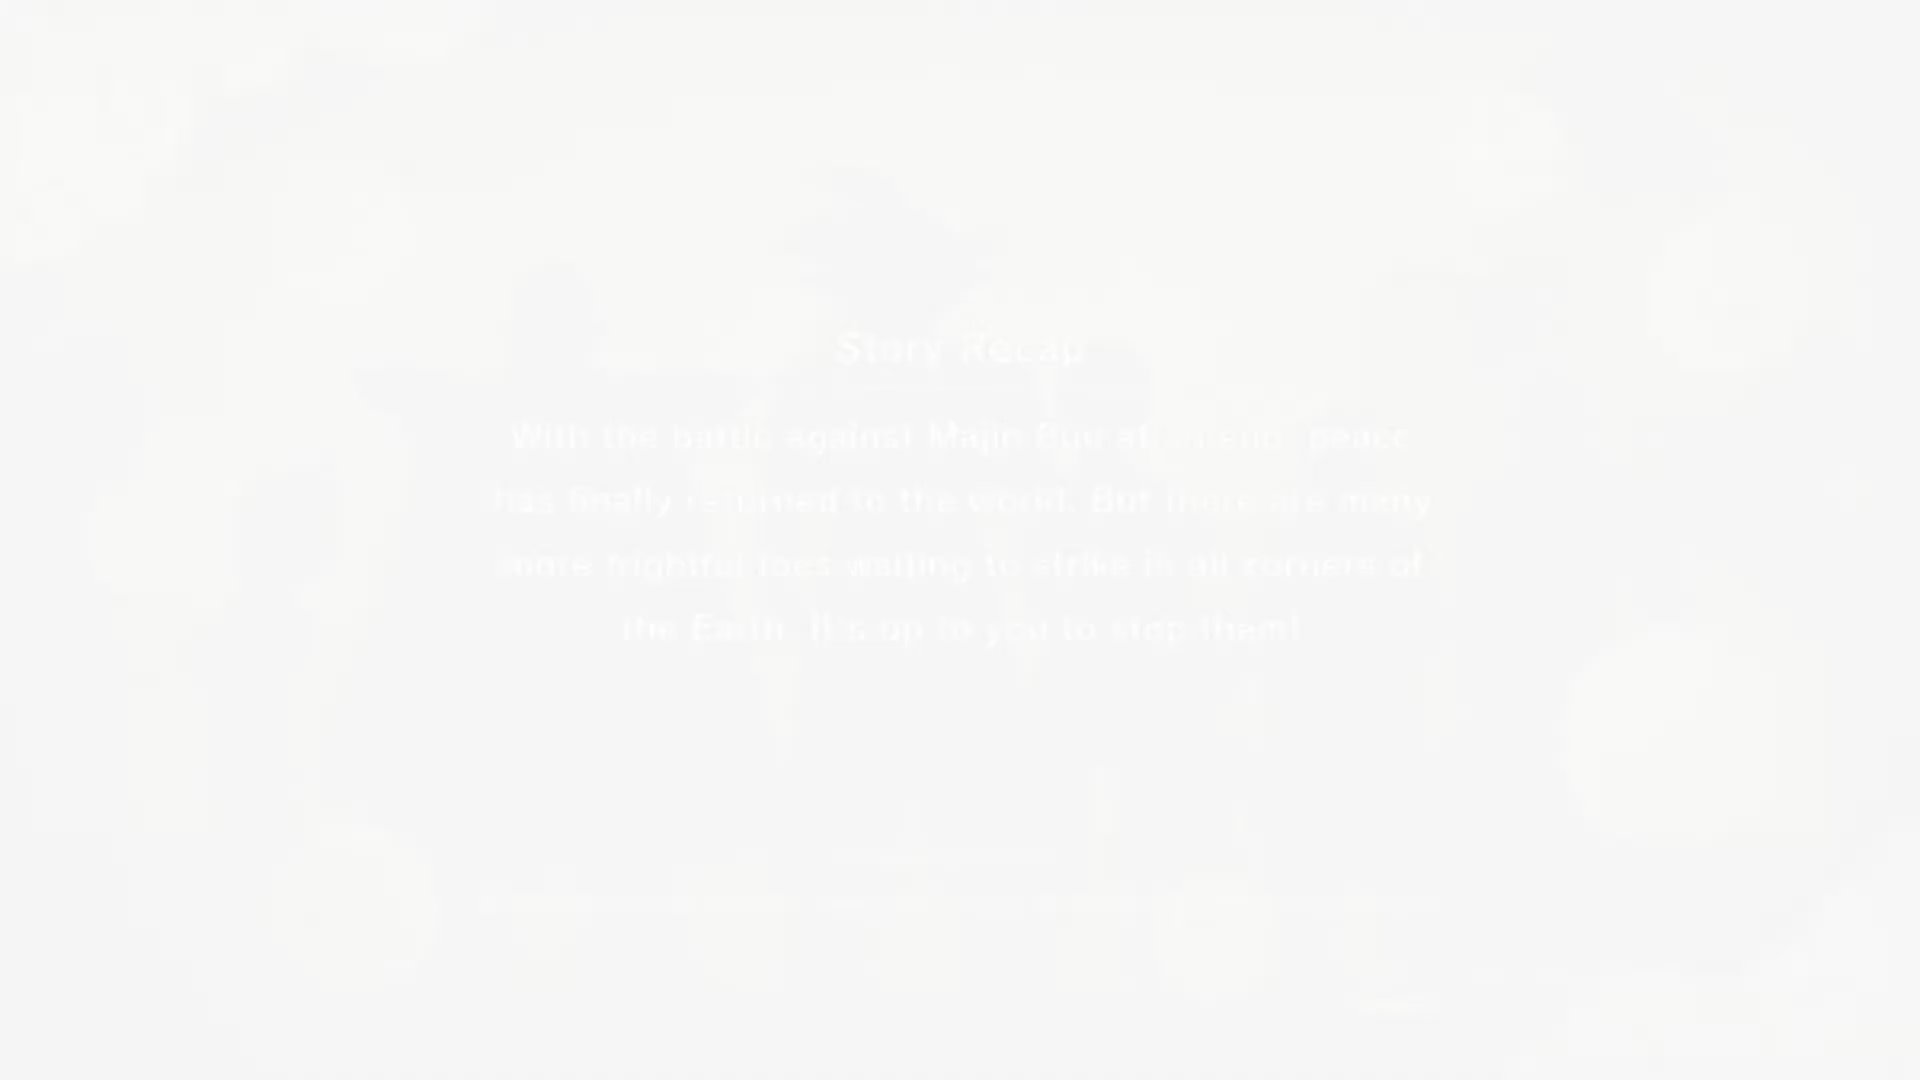 Story Recap
With the battle against Majin Buu at an end, peace
has finally returned to the world. But there are many
more frightful foes waiting to strike in all corners of
the Earth. It's up to you to stop them!